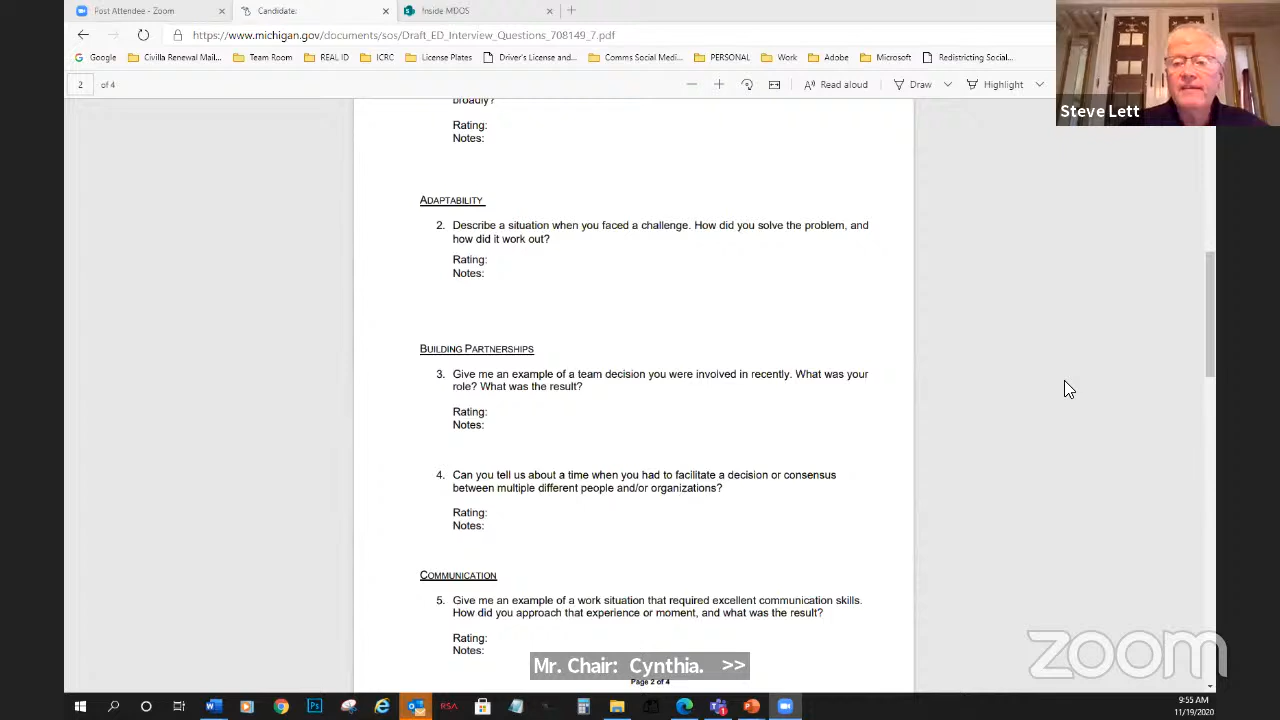 Post Attendee - Zoom
Candidate:
Inside MDOS
https://www.michigan.gov/documents/sos/Draft_ED_Interview_Questions_708149_7.pdf
Google Civilla Renewal Mail... Team Room REAL ID ICRC License Plates Driver's License and... Comms Social Medi... PERSONAL Work Adobe Microsoft Redistricting Social...
2 of 4 Read aloud Draw Highlight
Steve Lett
broadly?
Rating:
Notes:
ADAPTABILITY
2. Describe a situation when you faced a challenge. How did you solve the problem, and
how did it work out?
Rating:
Notes:
BUILDING PARTNERSHIPS
3. Give me an example of a team decision you were involved in recently. What was your
role? What was the result?
Rating:
Notes:
4. Can you tell us about a time when you had to facilitate a decision or consensus
between multiple different people and/or organizations?
Rating:
Notes:
COMMUNICATION
5. Give me an example of a work situation that required excellent communication skills.
How did you approach that experience or moment, and what was the result?
Rating:
Notes:
Mr. Chair: Cynthia. >>
Page 2 of 4
zoom
RSA
9:55 AM
11/19/2020